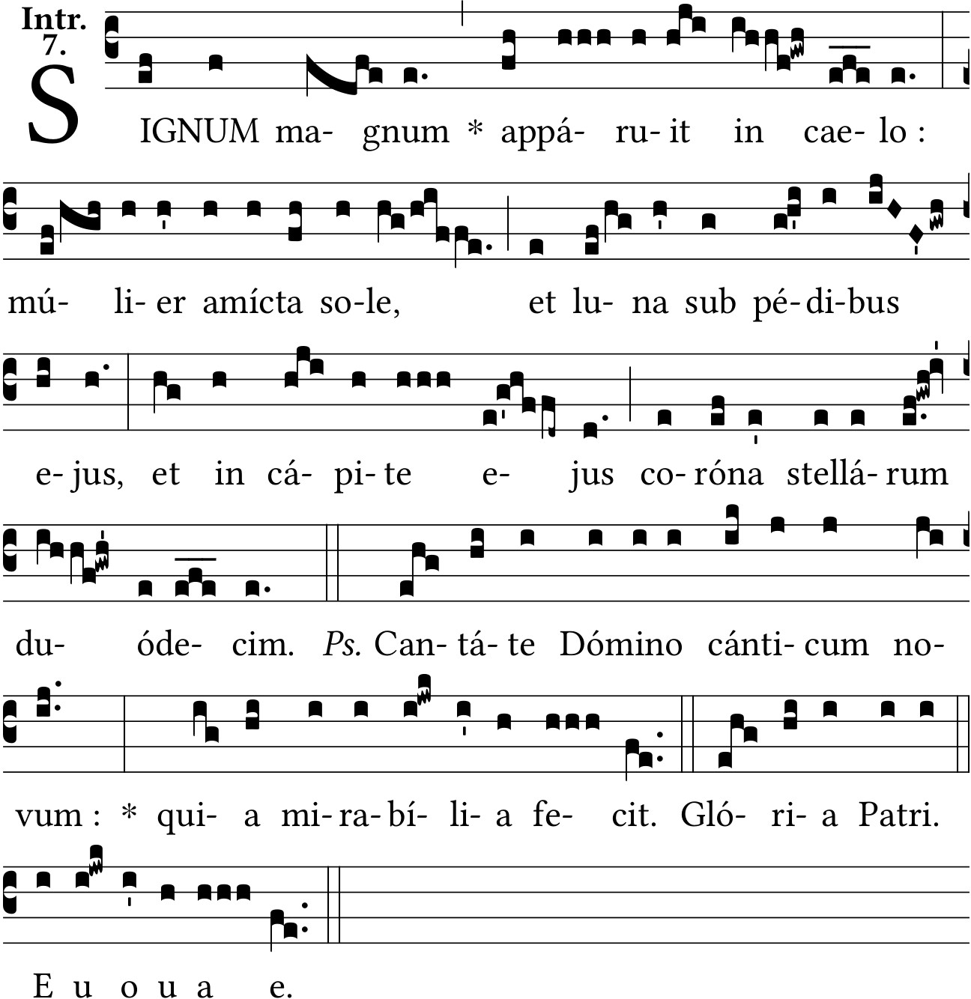 Intr.
7.
SIGNUM ma- gnum * appá- ru- it in cae- lo :
mú- li- er amícta so-le, et lu- na sub pé-di-bus
e- jus, et in cá- pi- te e- jus co- róna stellá- rum
du- óde- cim. Ps. Can- tá- te Dómino cánti- cum no-
vum : * qui- a mi- ra- bí- li- a fe- cit. Gló- ri- a Patri.
E u o u a e.